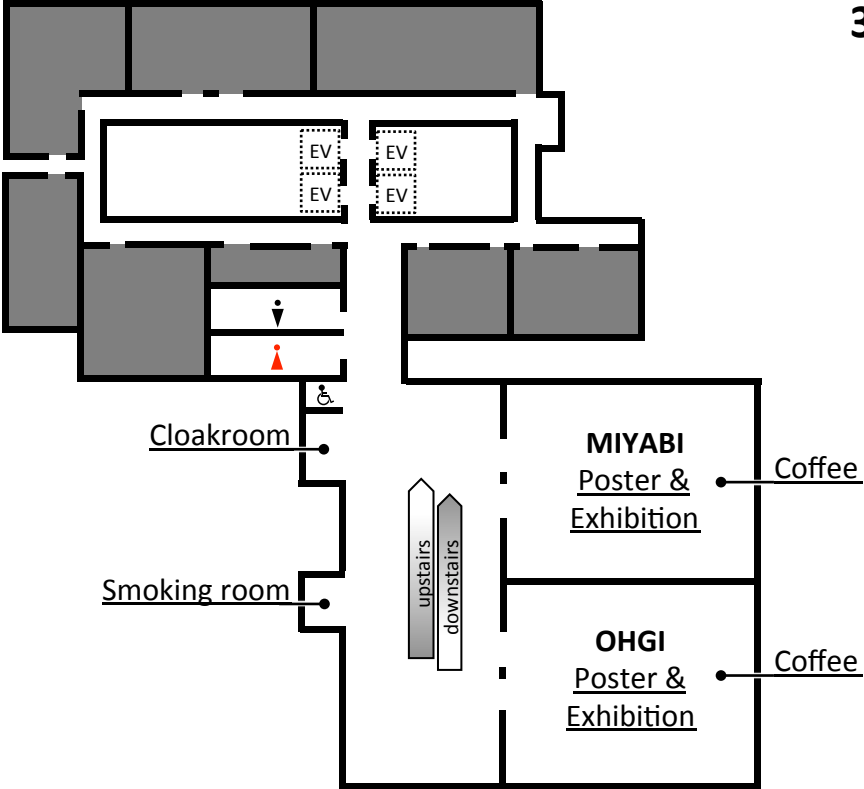 3
EV
EV
EV
EV
Cloakroom
MIYABI
Poster &
Exhibition
Coffee
upstairs
downstairs
Smoking room
OHGI
Poster &
Exhibition
Coffee